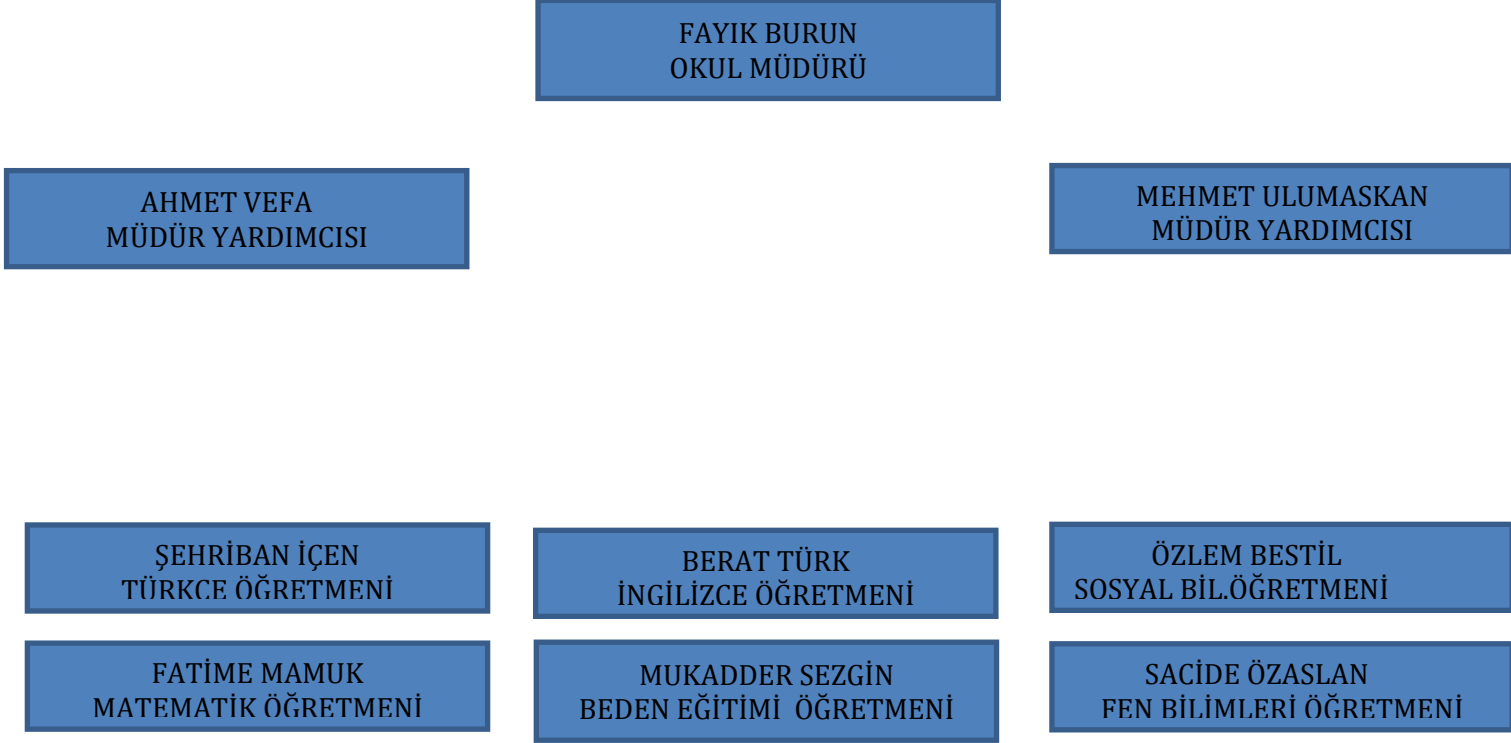 FAYIK BURUN
OKUL MÜDÜRÜ
AHMET VEFA
MÜDÜR YARDIMCISI
MEHMET ULUMASKAN
MÜDÜR YARDIMCISI
ŞEHRİBAN İÇEN
TÜRKÇE ÖĞRETMENİ
BERAT TÜRK
İNGİLİZCE ÖĞRETMENİ
ÖZLEM BESTİL
SOSYAL BİL.ÖĞRETMENİ
FATİME MAMUK
MATEMATİK ÖĞRETMENİ
MUKADDER SEZGİN
BEDEN EĞİTİMİ ÖĞRETMENİ
SACİDE ÖZASLAN
FEN BİLİMLERİ ÖĞRETMENİ